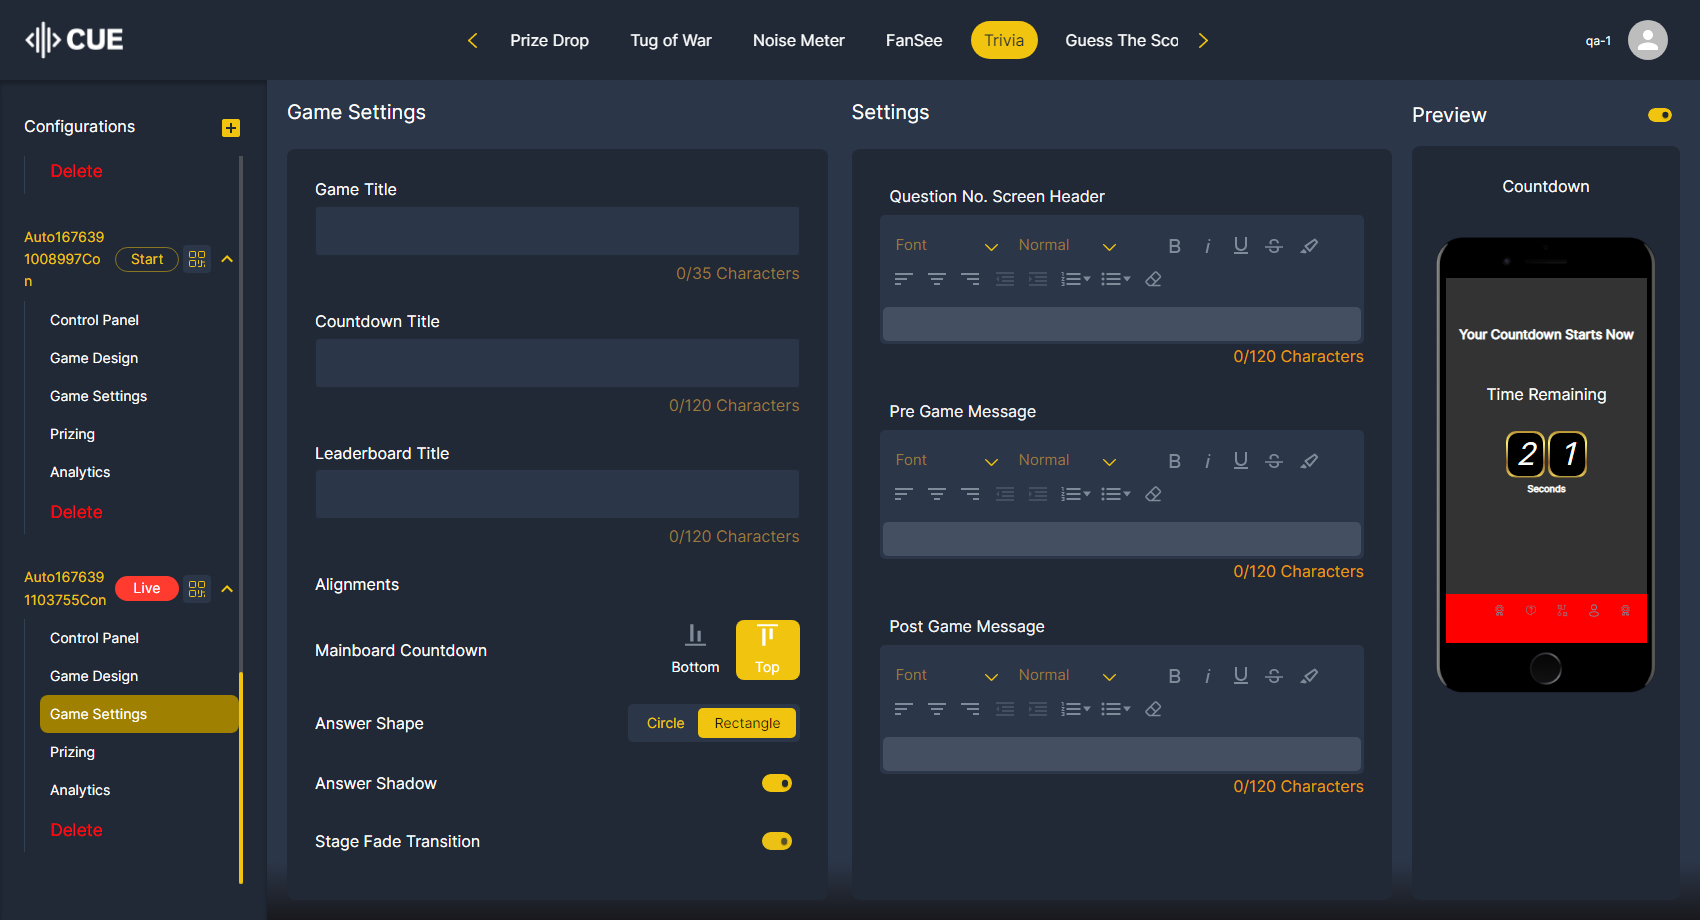 CUE
Prize Drop
Tug of War
Noise Meter
FanSee
Trivia
Guess The Sco
qa-1
Configurations
Delete
Auto167639
1008997Co
n
Start
Control Panel
Game Design
Game Settings
Prizing
Analytics
Delete
Auto167639
1103755Con
Live
Control Panel
Game Design
Game Settings
Prizing
Analytics
Delete
Game Settings
Game Title
0/35 Characters
Countdown Title
0/120 Characters
Leaderboard Title
0/120 Characters
Alignments
Mainboard Countdown
Bottom
Top
Answer Shape
Circle
Rectangle
Answer Shadow
Stage Fade Transition
Settings
Question No. Screen Header
Font
Normal
B i U S
0/120 Characters
Pre Game Message
Font
Normal
B i U S
0/120 Characters
Post Game Message
Font
Normal
B i U S
0/120 Characters
Preview
Countdown
Your Countdown Starts Now
Time Remaining
2 1
Seconds